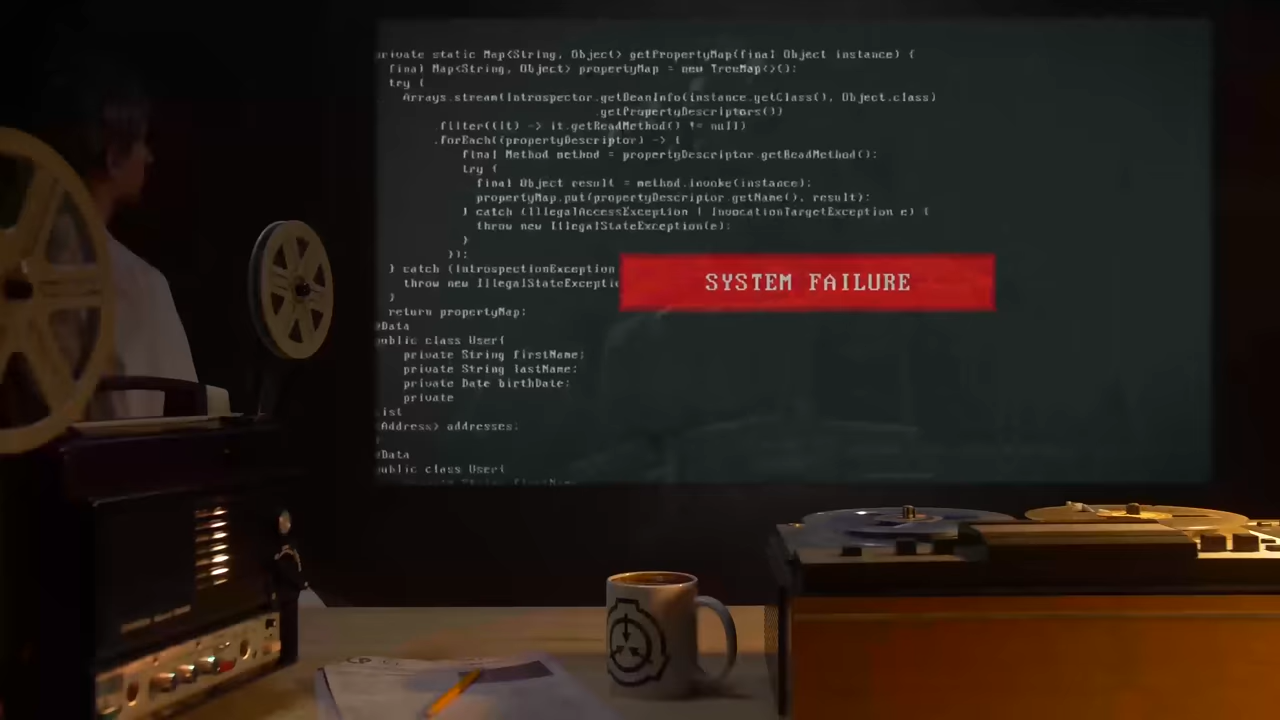 private static Map<String, Object> getPropertyMap(final Object instance) {
final Map<String, Object> propertyMap = new TreeMap<>();
try {
Arrays.stream(Introspector.getBeanInfo(instance.getClass(), Object.class)
.getPropertyDescriptors())
.filter((it) -> it.getReadMethod() != null)
.forEach((propertyDescriptor) -> {
final Method method = propertyDescriptor.getReadMethod();
try {
final Object result = method.invoke(instance);
propertyMap.put(propertyDescriptor.getName(), result);
} catch (IllegalAccessException | InvocationTargetException e) {
throw new IllegalStateException(e);
}
});
} catch (IntrospectionException
throw new IllegalStateExceptio
SYSTEM FAILURE
}
return propertyMap;
@Data
public class User{
private String firstName;
private String lastName;
private Date birthDate;
private
List
<Address> addresses;
}
@Data
public class User{